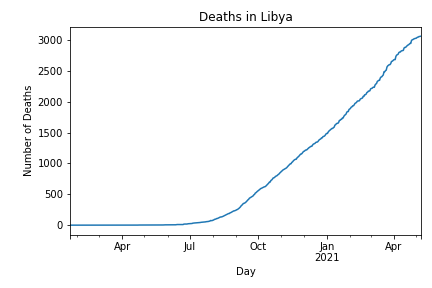 Deaths in Libya
Number of Deaths
3000
2500
2000
1500
1000
500
0
Apr
Jul
Oct
Jan
2021
Apr
Day